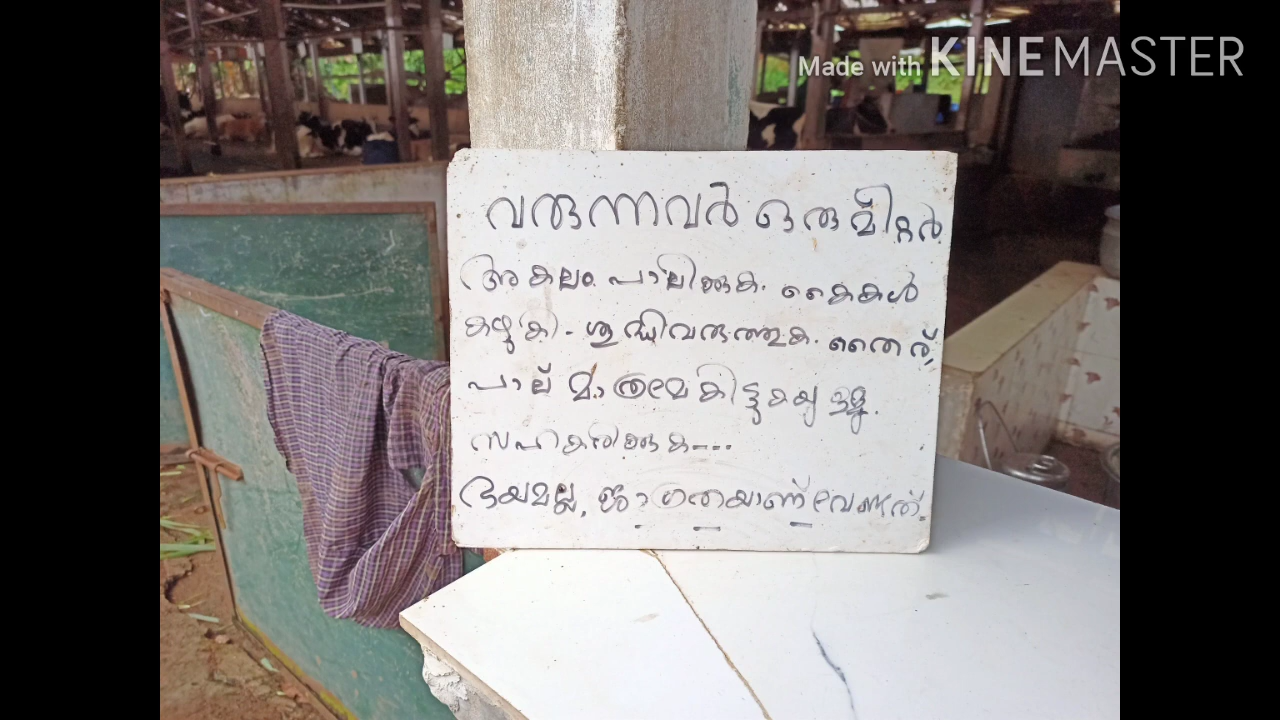 Made with KINEMASTER
വരുന്നവർ ഒരു മീറ്റർ
അകലം പാലിക്കുക. കൈകൾ
കഴുകി - ശുദ്ധിവരുത്തുക. തൈര്,
പാല് മാത്രമേ കിട്ടുകയുള്ളൂ.
സഹകരിക്കുക----
ഭയമല്ല, ജാഗ്രതയാണ് വേണ്ടത്.